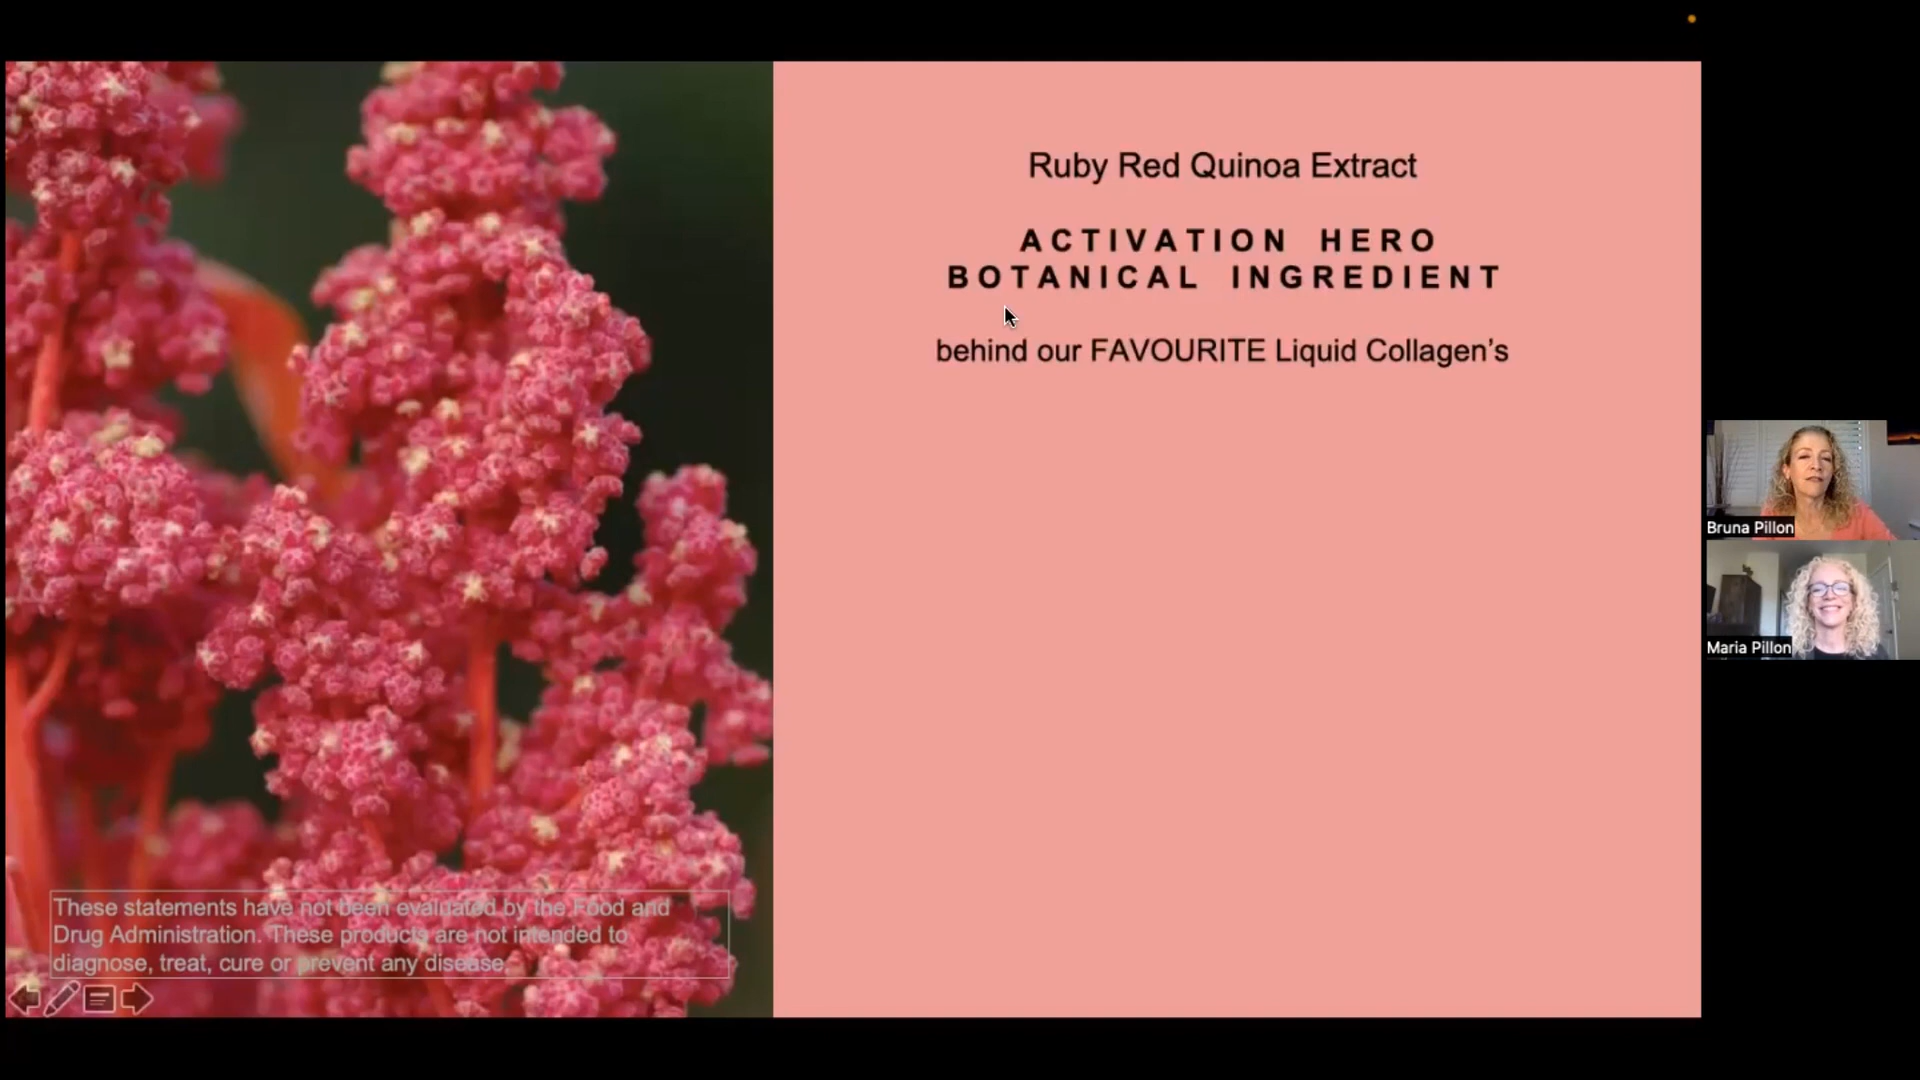 Ruby Red Quinoa Extract
ACTIVATION HERO
BOTANICAL INGREDIENT
behind our FAVOURITE Liquid Collagen’s
These statements have not been evaluated by the Food and
Drug Administration. These products are not intended to
diagnose, treat, cure or prevent any disease.
Bruna Pillon
Maria Pillon